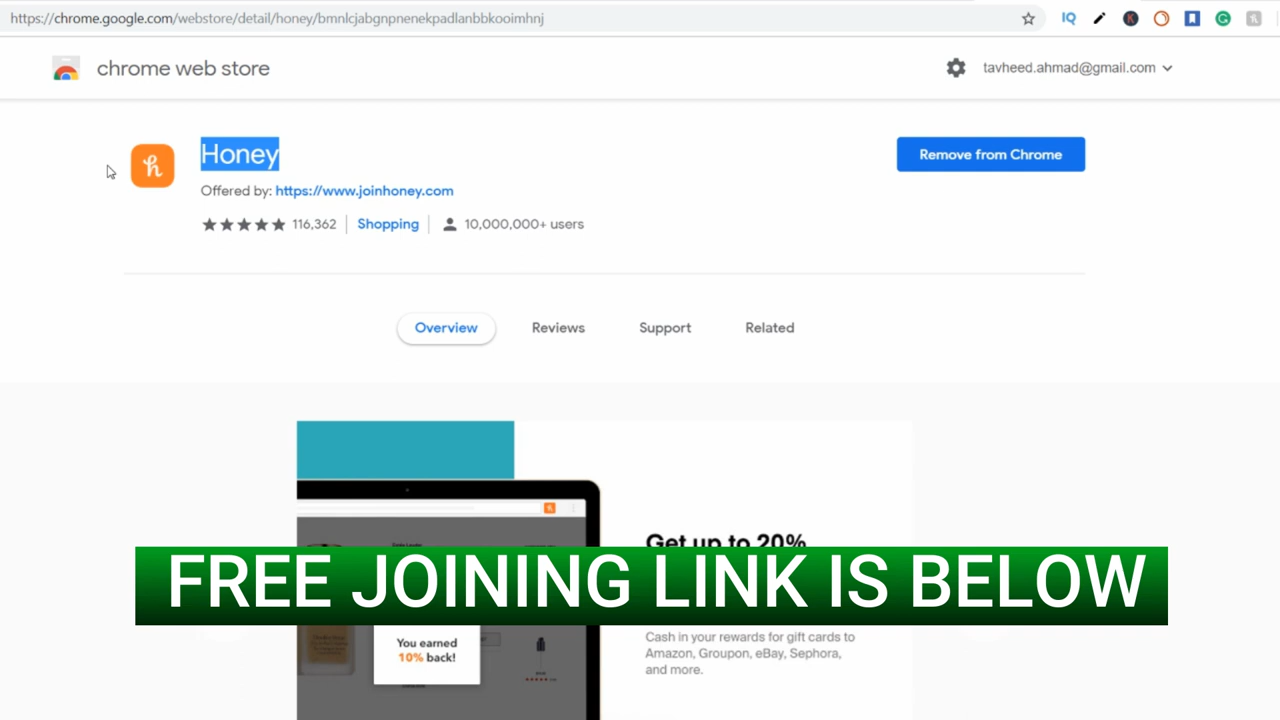 https://chrome.google.com/webstore/detail/honey/bmnlcjabgnpnenekpadlanbbkooimhnj
IQ
chrome web store
tavheed.ahmad@gmail.com
Honey
Remove from Chrome
Offered by: https://www.joinhoney.com
116,362
Shopping
10,000,000+ users
Overview
Reviews
Support
Related
Get up to 20%
FREE JOINING LINK IS BELOW
You earned
10% back!
Cash in your rewards for gift cards to
Amazon, Groupon, eBay, Sephora,
and more.